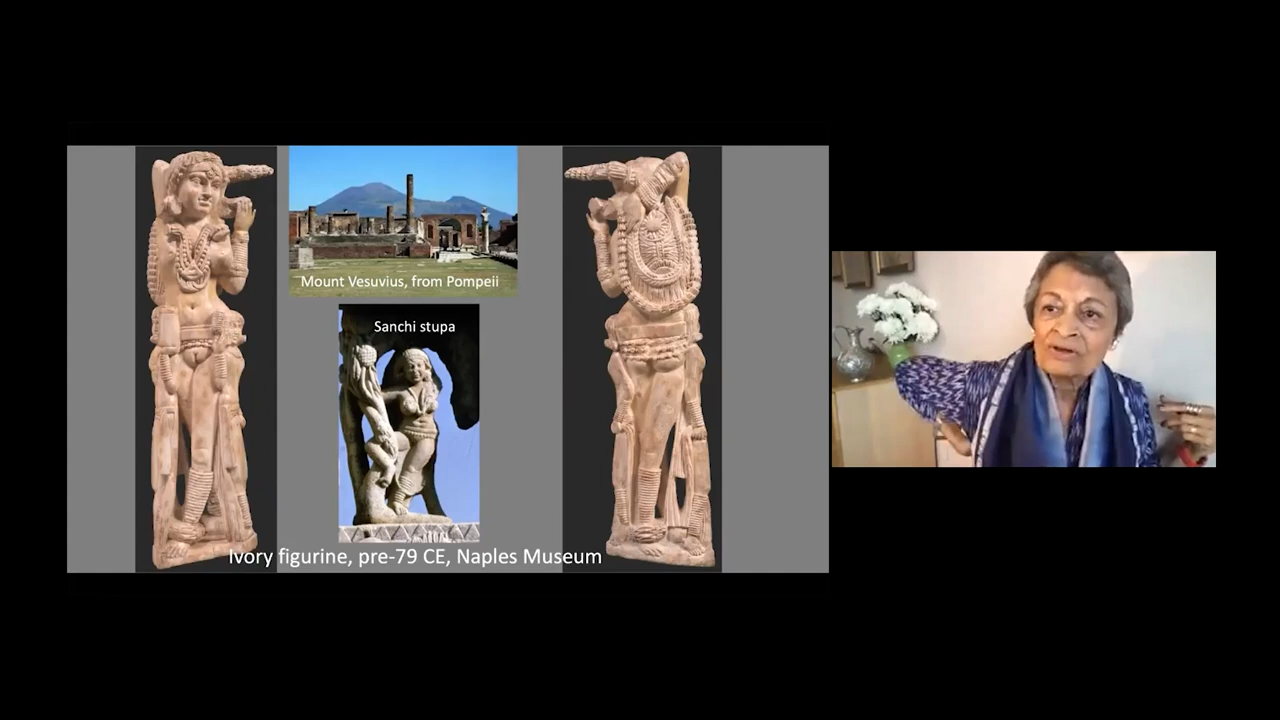 Mount Vesuvius, from Pompeii
Sanchi stupa
Ivory figurine, pre-79 CE, Naples Museum